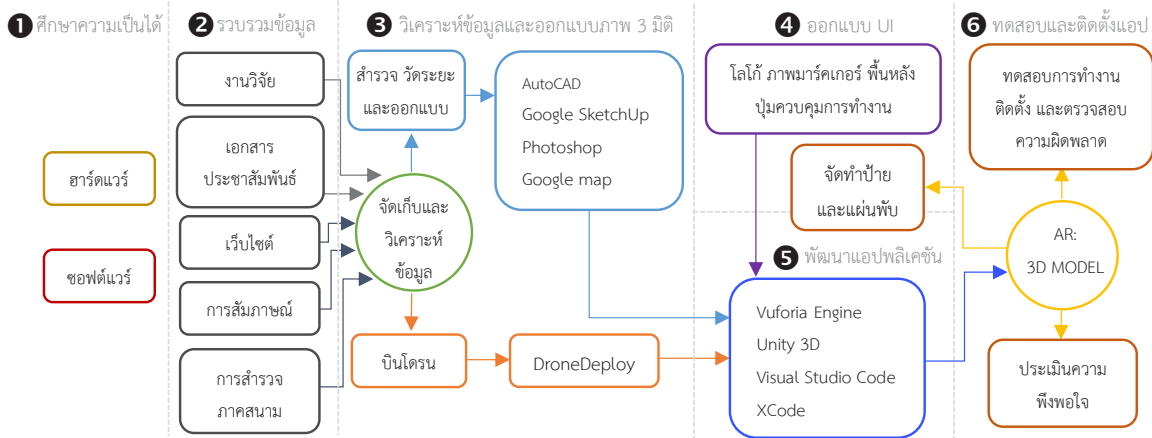 ❶ ศึกษาความเป็นได้
ฮาร์ดแวร์
ซอฟต์แวร์
❷ รวบรวมข้อมูล
งานวิจัย
เอกสาร
ประชาสัมพันธ์
เว็บไซต์
การสัมภาษณ์
การสำรวจ
ภาคสนาม
❸ วิเคราะห์ข้อมูลและออกแบบภาพ 3 มิติ
สำรวจ วัดระยะ
และออกแบบ
จัดเก็บและ
วิเคราะห์
ข้อมูล
บินโดรน
DroneDeploy
AutoCAD
Google SketchUp
Photoshop
Google map
❹ ออกแบบ UI
โลโก้ ภาพมาร์คเกอร์ พื้นหลัง
ปุ่มควบคุมการทำงาน
จัดทำป้าย
และแผ่นพับ
❺ พัฒนาแอปพลิเคชัน
Vuforia Engine
Unity 3D
Visual Studio Code
XCode
❻ ทดสอบและติดตั้งแอป
ทดสอบการทำงาน
ติดตั้ง และตรวจสอบ
ความผิดพลาด
AR:
3D MODEL
ประเมินความ
พึงพอใจ